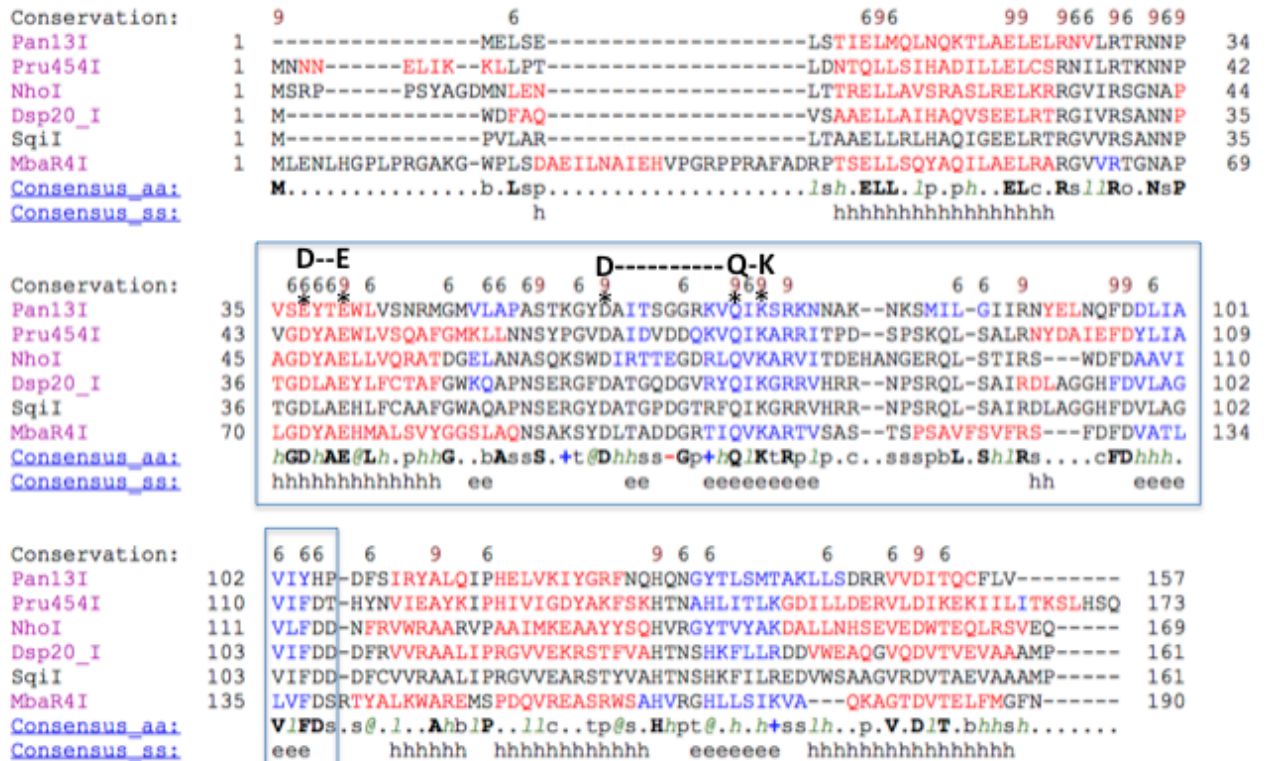 Conservation: 9 6 696 99 966 96 969
Pan13I 1 ----------------MELSE--------------------LSTIELMQLNQKTLAELELRNVLRTRNNP 34
Pru454I 1 MNNN------ELIK--KLLPT--------------------LDNTQLLSIHADILLELCSRNILRTKNNP 42
NhoI 1 MSRP------PSYAGDMNLEN--------------------LTTRELLAVSRASLRELKRRGVIRSGNAP 44
Dsp20_I 1 M---------------WDFAQ--------------------VSAAELLAIHAQVSEELRTRGIVRSANNP 35
SqiI 1 M---------------PVLAR--------------------LTAAELLRLHAQIGEELRTRGVVRSANNP 35
MbaR4I 1 MLENLHGPLPRGAKG-WPLSDAEILNAIEHVPGRPPRAFADRPTSELLSQYAQILAELRARGVVRTGNAP 69
Consensus_aa: M...............b.Lsp....................lsh.ELL.lp.ph..ELc.RsllRo.NsP
Consensus_ss: h hhhhhhhhhhhhhhhhh
D--E D----------Q-K
Conservation: 66669 6 6 6 69 6 9 6 969 9 6 6 9 99 6
* * * * *
Pan13I 35 VSEYTEWLVSNRMGMVLAPASTKGYDAITSGGRKVQIKSRKNNAK--NKSMIL-GIIRNYELNQFDDLIA 101
Pru454I 43 VGDYAEWLVSQAFGMKLLNNSYPGVDAIDVDDQKVQIKARRITPD--SPSKQL-SALRNYDAIEFDYLIA 109
NhoI 45 AGDYAELLVQRATDGELANASQKSWDIRTTEGDRLQVKARVITDEHANGERQL-STIRS---WDFDAAVI 110
Dsp20_I 36 TGDLAEYLFCTAFGWKQAPNSERGFDATGQDGVRYQIKGRRVHRR--NPSRQL-SAIRDLAGGHFDVLAG 102
SqiI 36 TGDLAEHLFCAAFGWAQAPNSERGYDATGPDGTRFQIKGRRVHRR--NPSRQL-SAIRDLAGGHFDVLAG 102
MbaR4I 70 LGDYAEHMALSVYGGSLAQNSAKSYDLTADDGRTIQVKARTVSAS--TSPSAVFSVFRS---FDFDVATL 134
Consensus_aa: hGDhAE@Lh.phhG..bAssS.+t@Dhhss-Gp+hQlKtRplp.c..sspbL.ShlRs....cFDhhh.
Consensus_ss: hhhhhhhhhhhhh ee ee eeeeeeeee hh eeee
Conservation: 6 66 6 9 6 9 6 6 6 6 9 6
Pan13I 102 VIYHP-DFSIRYALQIPHELVKIYGRFNQHQNGYTLSMTAKLLSDRRVVDITQCFLV-------- 157
Pru454I 110 VIFDT-HYNVIEAYKIPHIVIGDYAKFSKHTNAHLITLKGDILLDERVLDIKEKIILITKSLHSQ 173
NhoI 111 VLFDD-NFRVWRAARVPAAIMKEAAYYSQHVRGYTVYAKDALLNHSEVEDWTEQLRSVEQ----- 169
Dsp20_I 103 VIFDD-DFRVVRAALIPRGVVEKRSTFVAHTNSHKFLLRDDVWEAQGVQDVTVEVAAAMP----- 161
SqiI 103 VIFDD-DFCVVRAALIPRGVVEARSTYVAHTNSHKFILREDVWSAAGVRDVTAEVAAAMP----- 161
MbaR4I 135 LVFDSRTYALKWAREMSPDQVREASRWSAHVRGHLLSIKVA---QKAGTDVTELFMGFN------ 190
Consensus_aa: VlFDs.s@.l..AhblP..llc..tp@s.Hhpt@.h.h+sslh..p.V.DlT.bhhsh.......
Consensus_ss: eee hhhhhh hhhhhhhhhhhh eeeeeee hhhhhhhhhhhhhhhh